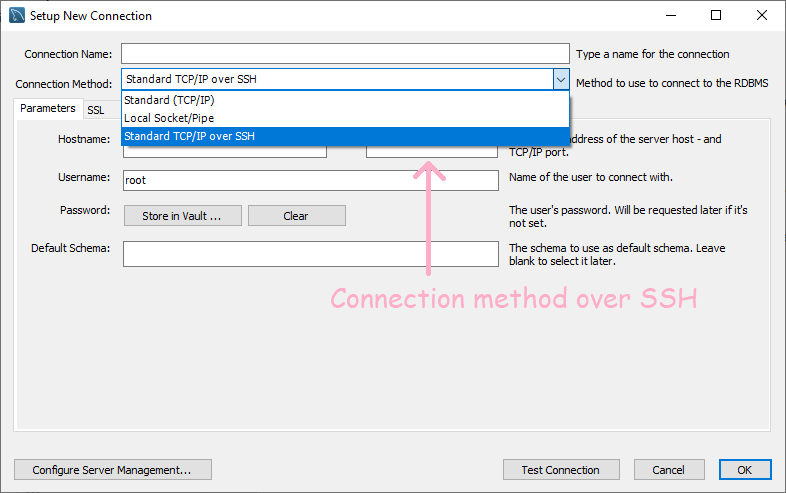 Setup New Connection
Connection Name:
Type a name for the connection
Connection Method:
Standard TCP/IP over SSH
Method to use to connect to the RDBMS
Standard (TCP/IP)
Local Socket/Pipe
Standard TCP/IP over SSH
Parameters
SSL
Hostname:
address of the server host - and
TCP/IP port.
Username:
root
Name of the user to connect with.
Password:
Store in Vault ...
Clear
The user's password. Will be requested later if it's
not set.
Default Schema:
The schema to use as default schema. Leave
blank to select it later.
Connection method over SSH
Configure Server Management...
Test Connection
Cancel
OK